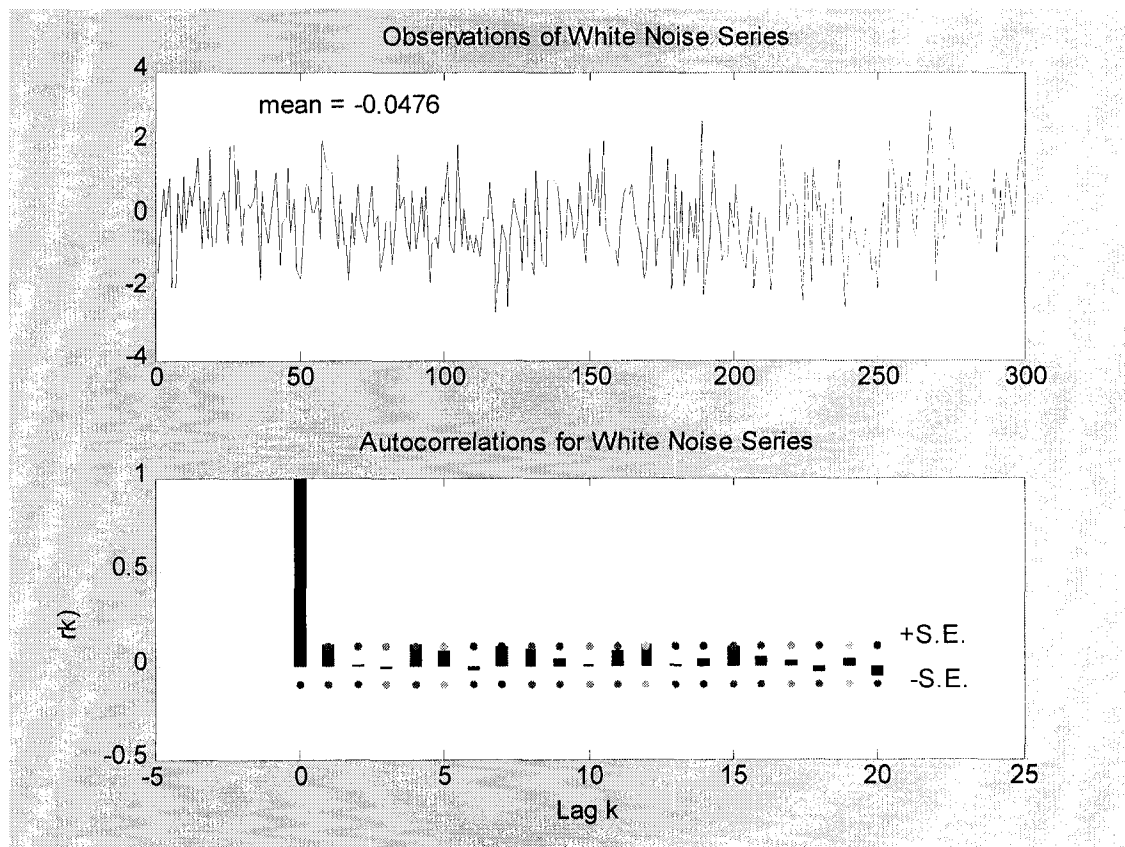 Observations of White Noise Series
4
mean = -0.0476
2
0
-2
-4
0 50 100 150 200 250 300
Autocorrelations for White Noise Series
1
0.5
rk)
+S.E.
0
-S.E.
-0.5
-5 0 5 10 15 20 25
Lag k